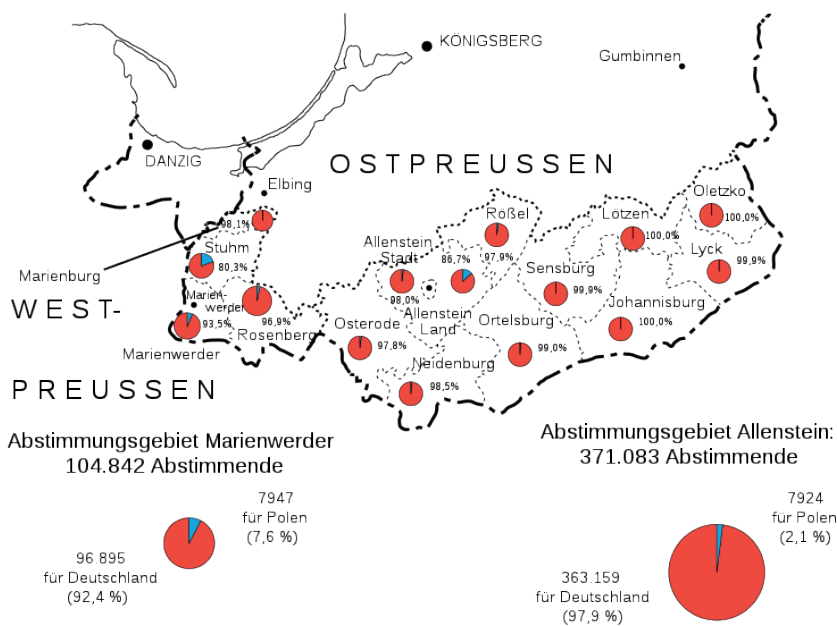 KÖNIGSBERG
Gumbinnen
DANZIG
OSTPREUSSEN
Elbing
Oletzko
100,0%
Rößel
97,9%
Lötzen
100,0%
98,1%
Allenstein
Stadt
98,0%
86,7%
Stuhm
80,3%
Lyck
99,9%
Marienburg
Sensburg
99,9%
WEST-
Marien-
werder
93,5%
96,9%
Rosenberg
Allenstein
Land
Johannisburg
100,0%
Osterode
97,8%
Ortelsburg
99,0%
Marienwerder
Neidenburg
98,5%
PREUSSEN
Abstimmungsgebiet Marienwerder
104.842 Abstimmende
Abstimmungsgebiet Allenstein:
371.083 Abstimmende
7947
für Polen
(7,6 %)
96.895
für Deutschland
(92,4 %)
7924
für Polen
(2,1 %)
363.159
für Deutschland
(97,9 %)